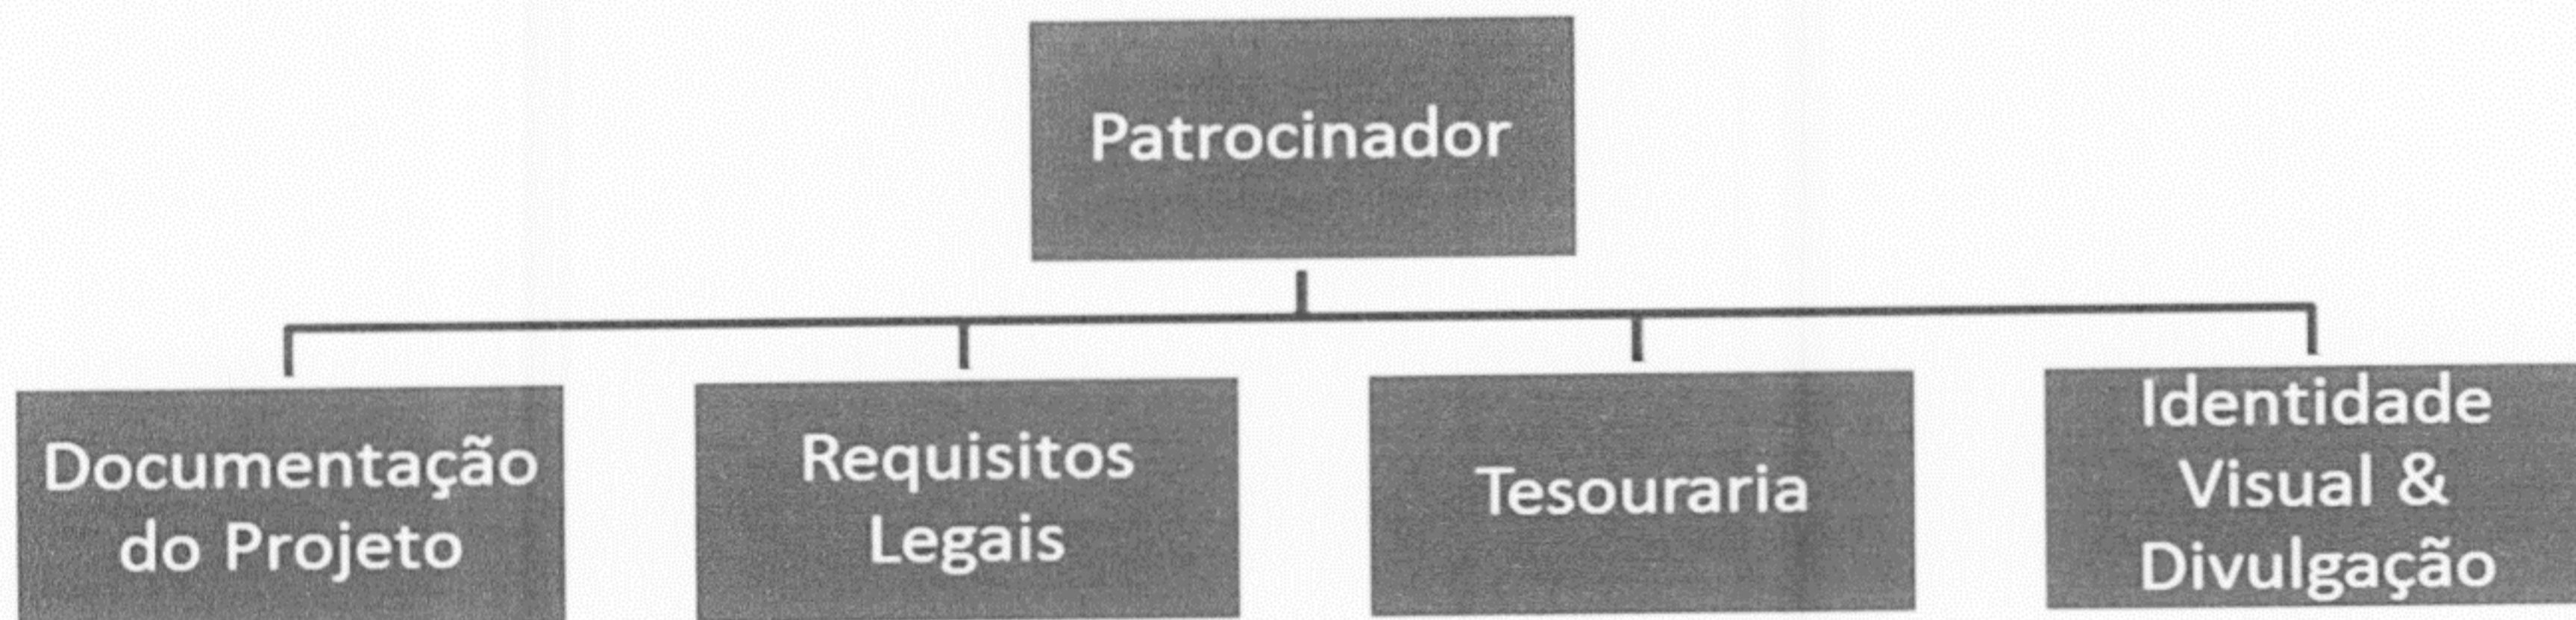 Patrocinador
Documentação
do Projeto
Requisitos
Legais
Tesouraria
Identidade
Visual &
Divulgação